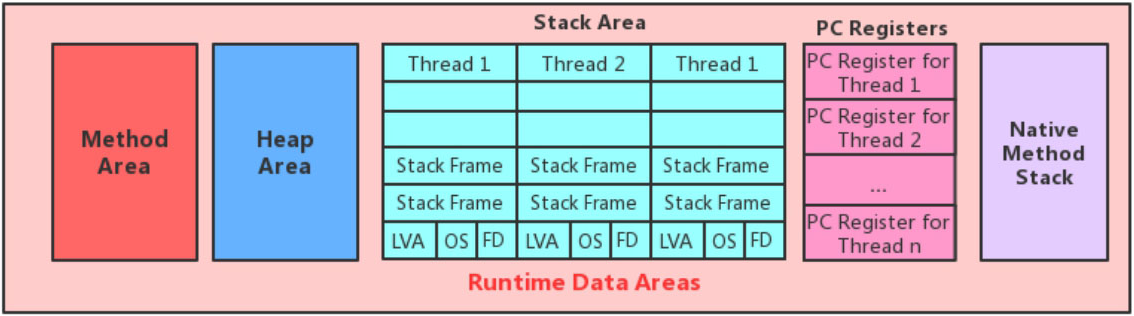 Stack Area
PC Registers
Method
Area
Heap
Area
Thread 1
Thread 2
Thread 1
Stack Frame
Stack Frame
Stack Frame
Stack Frame
Stack Frame
Stack Frame
LVA
OS
FD
LVA
OS
FD
LVA
OS
FD
PC Register for
Thread 1
PC Register for
Thread 2
...
PC Register for
Thread n
Native
Method
Stack
Runtime Data Areas